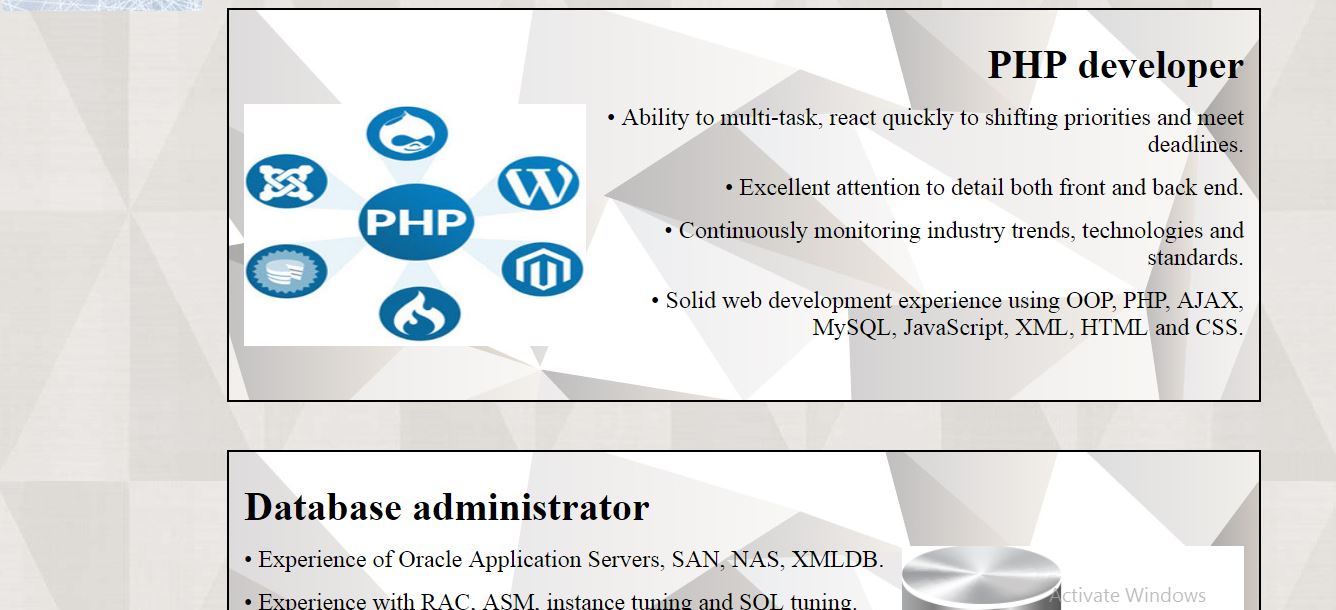 PHP developer
• Ability to multi-task, react quickly to shifting priorities and meet
deadlines.
• Excellent attention to detail both front and back end.
• Continuously monitoring industry trends, technologies and
standards.
• Solid web development experience using OOP, PHP, AJAX,
MySQL, JavaScript, XML, HTML and CSS.
PHP
Database administrator
• Experience of Oracle Application Servers, SAN, NAS, XMLDB.
• Experience with RAC, ASM, instance tuning and SQL tuning.
Activate Windows